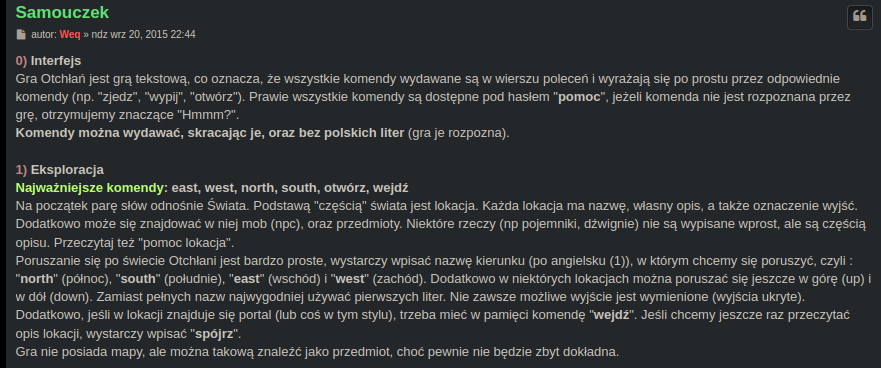 Samouczek
autor: Weq » ndz wrz 20, 2015 22:44
0) Interfejs
Gra Otchłań jest grą tekstową, co oznacza, że wszystkie komendy wydawane są w wierszu poleceń i wyrażają się po prostu przez odpowiednie
komendy (np. "zjedz", "wypij", "otwórz"). Prawie wszystkie komendy są dostępne pod hasłem "pomoc", jeżeli komenda nie jest rozpoznana przez
grę, otrzymujemy znaczące "Hmmm?".
Komendy można wydawać, skracając je, oraz bez polskich liter (gra je rozpozna).
1) Eksploracja
Najważniejsze komendy: east, west, north, south, otwórz, wejdź
Na początek parę słów odnośnie Świata. Podstawą "częścią" świata jest lokacja. Każda lokacja ma nazwę, własny opis, a także oznaczenie wyjść.
Dodatkowo może się znajdować w niej mob (npc), oraz przedmioty. Niektóre rzeczy (np pojemniki, dźwignie) nie są wypisane wprost, ale są częścią
opisu. Przeczytaj też "pomoc lokacja".
Poruszanie się po świecie Otchłani jest bardzo proste, wystarczy wpisać nazwę kierunku (po angielsku (1)), w którym chcemy się poruszyć, czyli :
"north" (północ), "south" (południe), "east" (wschód) i "west" (zachód). Dodatkowo w niektórych lokacjach można poruszać się jeszcze w górę (up) i
w dół (down). Zamiast pełnych nazw najwygodniej używać pierwszych liter. Nie zawsze możliwe wyjście jest wymienione (wyjścia ukryte).
Dodatkowo, jeśli w lokacji znajduje się portal (lub coś w tym stylu), trzeba mieć w pamięci komendę "wejdź". Jeśli chcemy jeszcze raz przeczytać
opis lokacji, wystarczy wpisać "spójrz".
Gra nie posiada mapy, ale można takową znaleźć jako przedmiot, choć pewnie nie będzie zbyt dokładna.